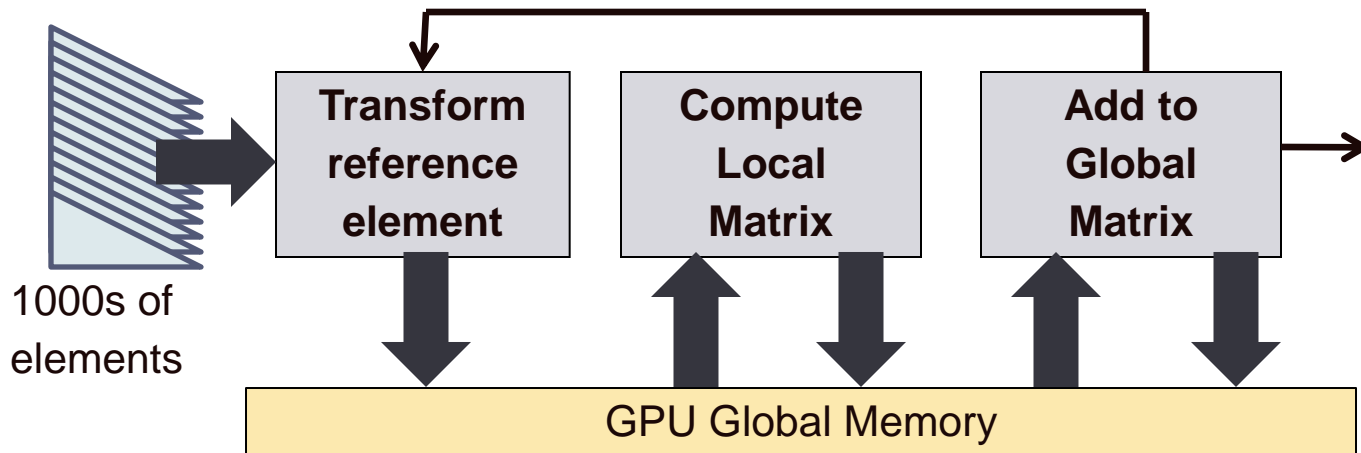 Transform
reference
element
Compute
Local
Matrix
Add to
Global
Matrix
1000s of
elements
GPU Global Memory